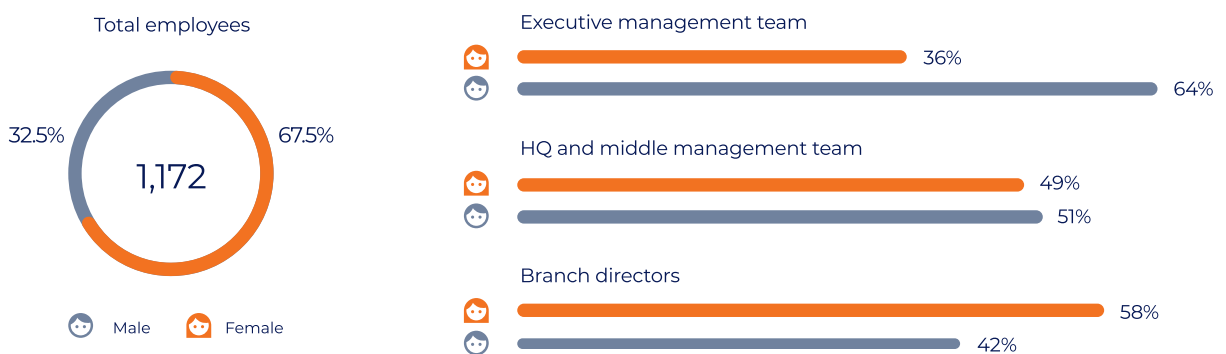 Total employees
32.5%
67.5%
1,172
Male
Female
Executive management team
36%
64%
HQ and middle management team
49%
51%
Branch directors
58%
42%